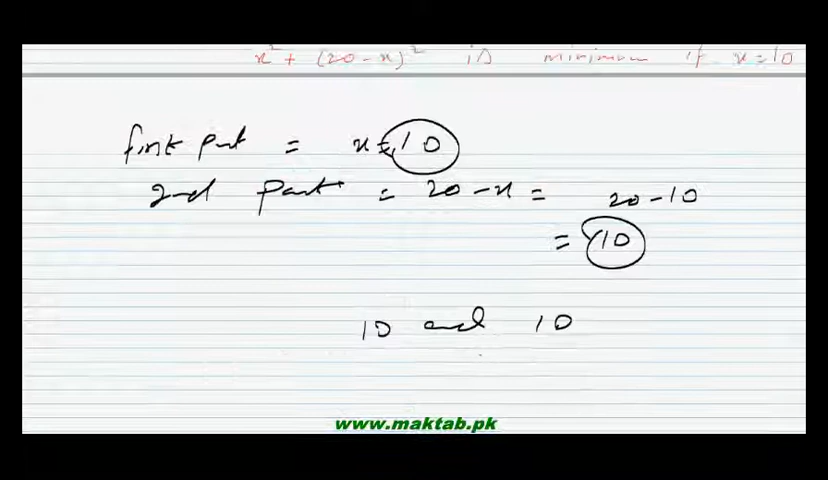 x² + (20-x)² is minimum if x=10
first part = x = 10
2nd part = 20-x = 20-10
= 10
10 and 10
www.maktab.pk